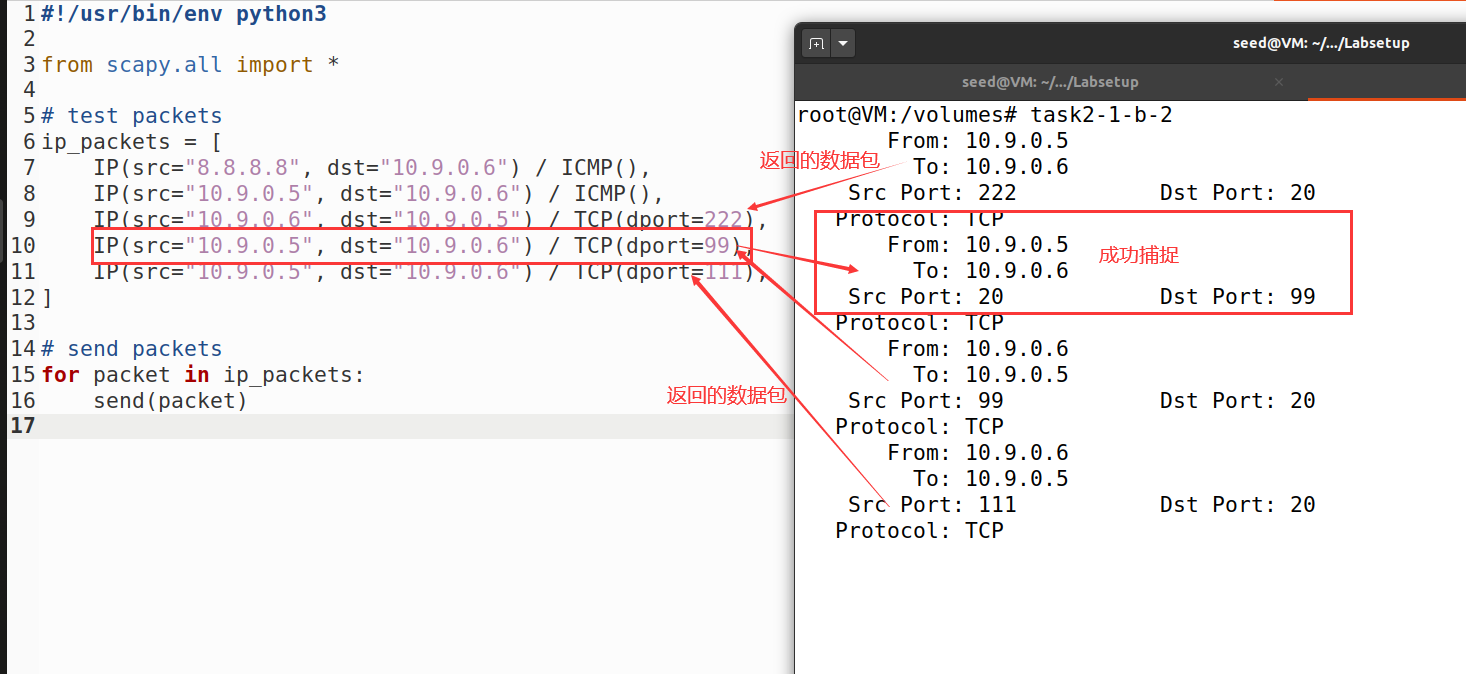 1 #!/usr/bin/env python3
2
3 from scapy.all import *
4
5 # test packets
6 ip_packets = [
7     IP(src="8.8.8.8", dst="10.9.0.6") / ICMP(),
8     IP(src="10.9.0.5", dst="10.9.0.6") / ICMP(),
9     IP(src="10.9.0.6", dst="10.9.0.5") / TCP(dport=222),
10     IP(src="10.9.0.5", dst="10.9.0.6") / TCP(dport=99),
11     IP(src="10.9.0.5", dst="10.9.0.6") / TCP(dport=111),
12 ]
13
14 # send packets
15 for packet in ip_packets:
16     send(packet)
17
返回的数据包
返回的数据包
seed@VM: ~/.../Labsetup
seed@VM: ~/.../Labsetup
root@VM:/volumes# task2-1-b-2
From: 10.9.0.5
To: 10.9.0.6
Src Port: 222 Dst Port: 20
Protocol: TCP
From: 10.9.0.5
成功捕捉
To: 10.9.0.6
Src Port: 20 Dst Port: 99
Protocol: TCP
From: 10.9.0.6
To: 10.9.0.5
Src Port: 99 Dst Port: 20
Protocol: TCP
From: 10.9.0.6
To: 10.9.0.5
Src Port: 111 Dst Port: 20
Protocol: TCP